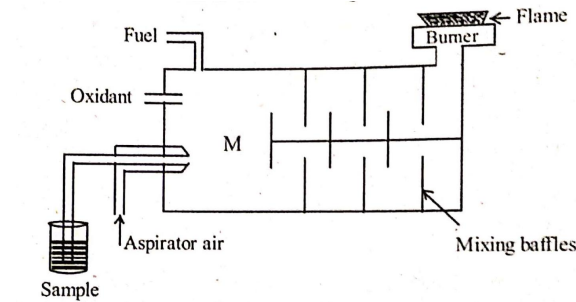 Flame
Fuel
Burner
Oxidant
M
Aspirator air
Mixing baffles
Sample